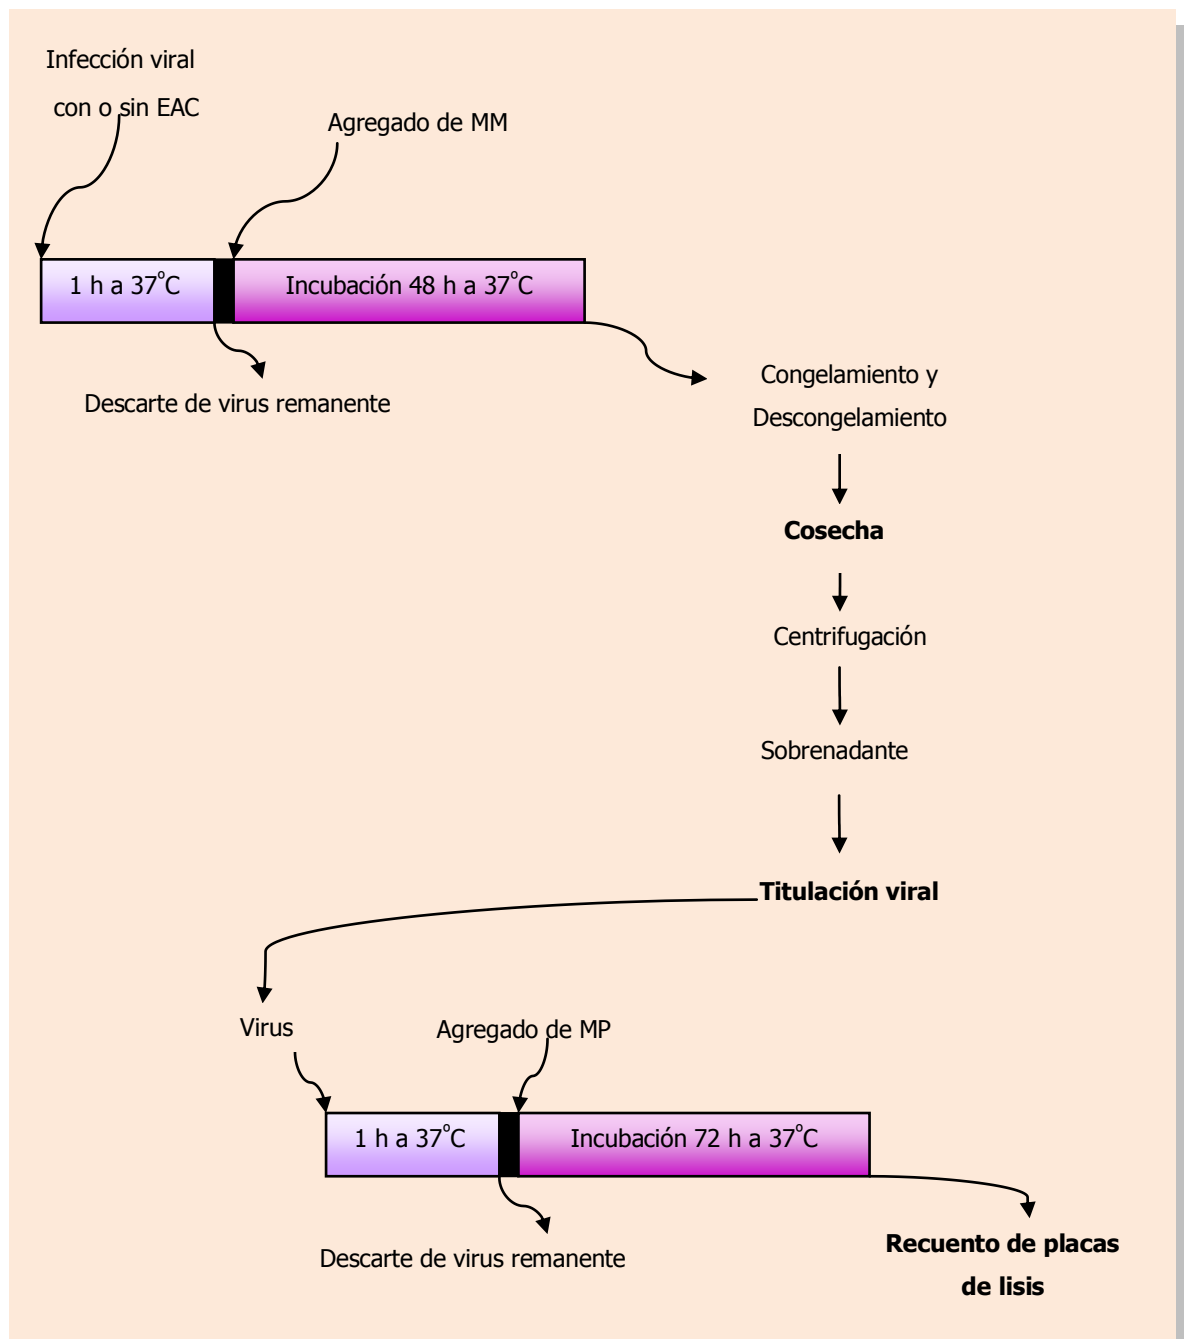 Infección viral
con o sin EAC
Agregado de MM
1 h a 37°C
Incubación 48 h a 37°C
Descarte de virus remanente
Congelamiento y
Descongelamiento
Cosecha
Centrifugación
Sobrenadante
Titulación viral
Virus
Agregado de MP
1 h a 37°C
Incubación 72 h a 37°C
Descarte de virus remanente
Recuento de placas
de lisis